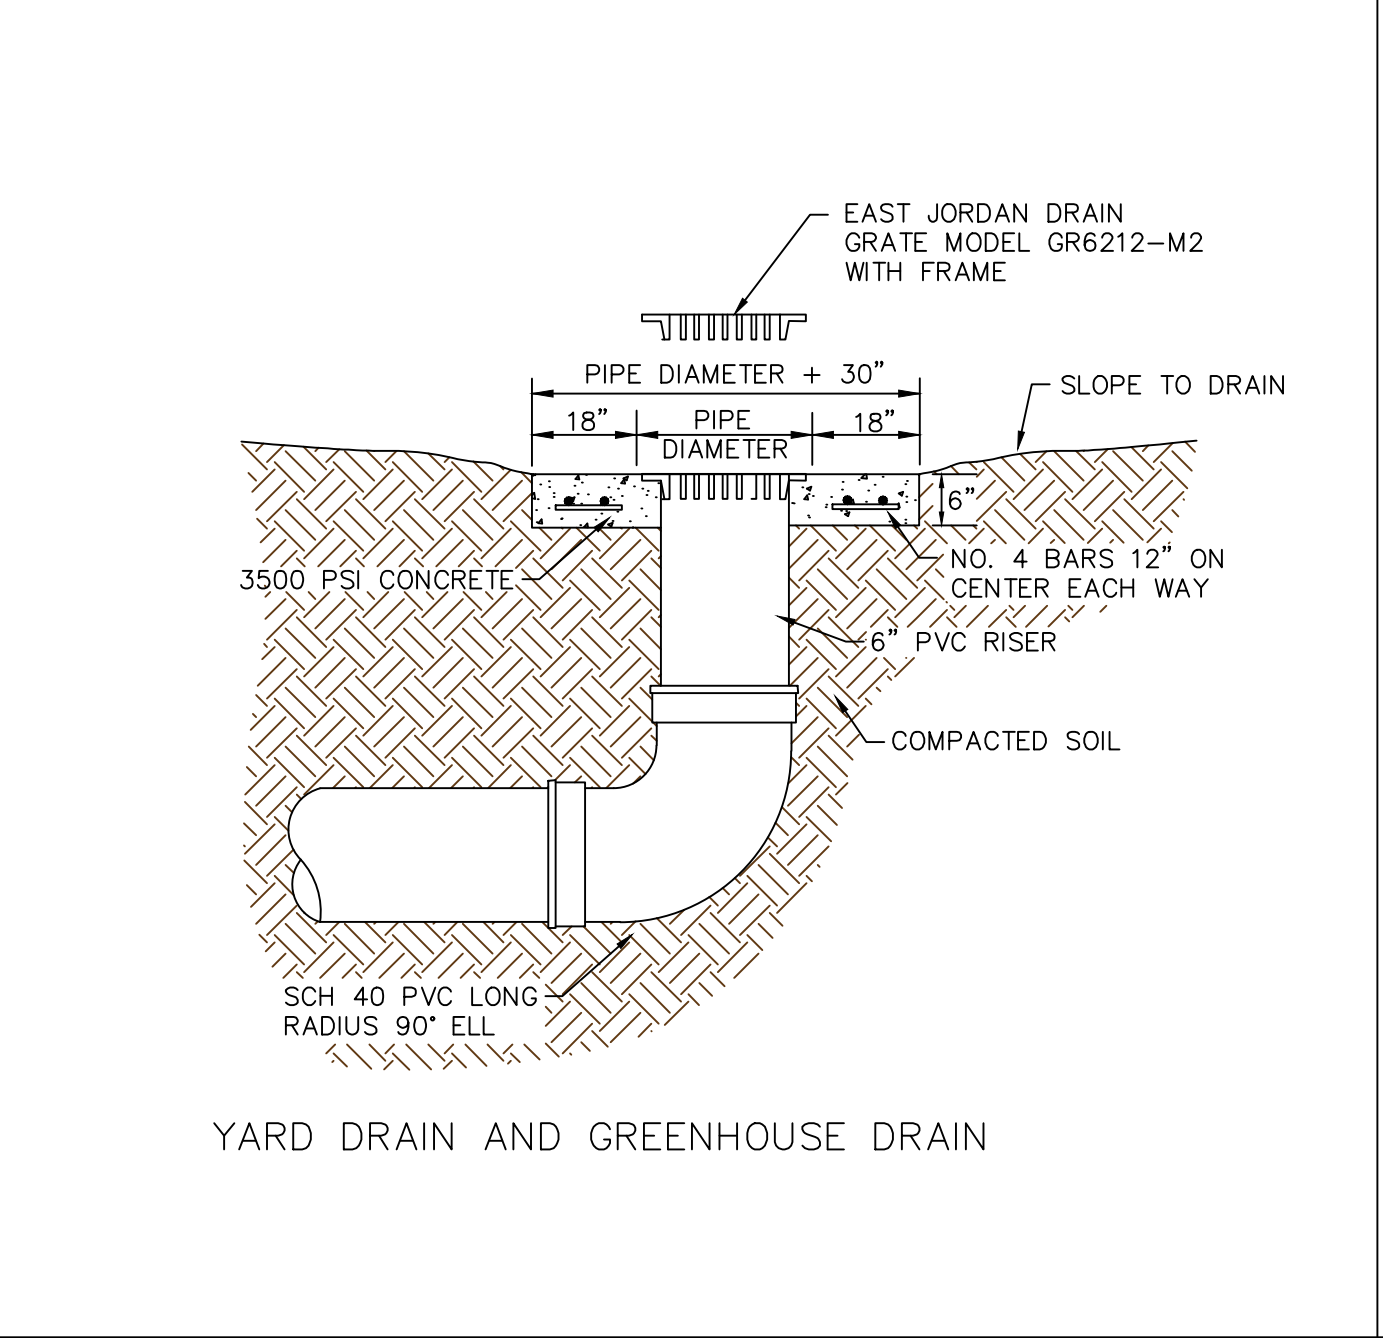 EAST JORDAN DRAIN
GRATE MODEL GR6212-M2
WITH FRAME
PIPE DIAMETER + 30"
SLOPE TO DRAIN
18"
PIPE
DIAMETER
18"
6"
3500 PSI CONCRETE
NO. 4 BARS 12" ON
CENTER EACH WAY
6" PVC RISER
COMPACTED SOIL
SCH 40 PVC LONG
RADIUS 90° ELL
YARD DRAIN AND GREENHOUSE DRAIN